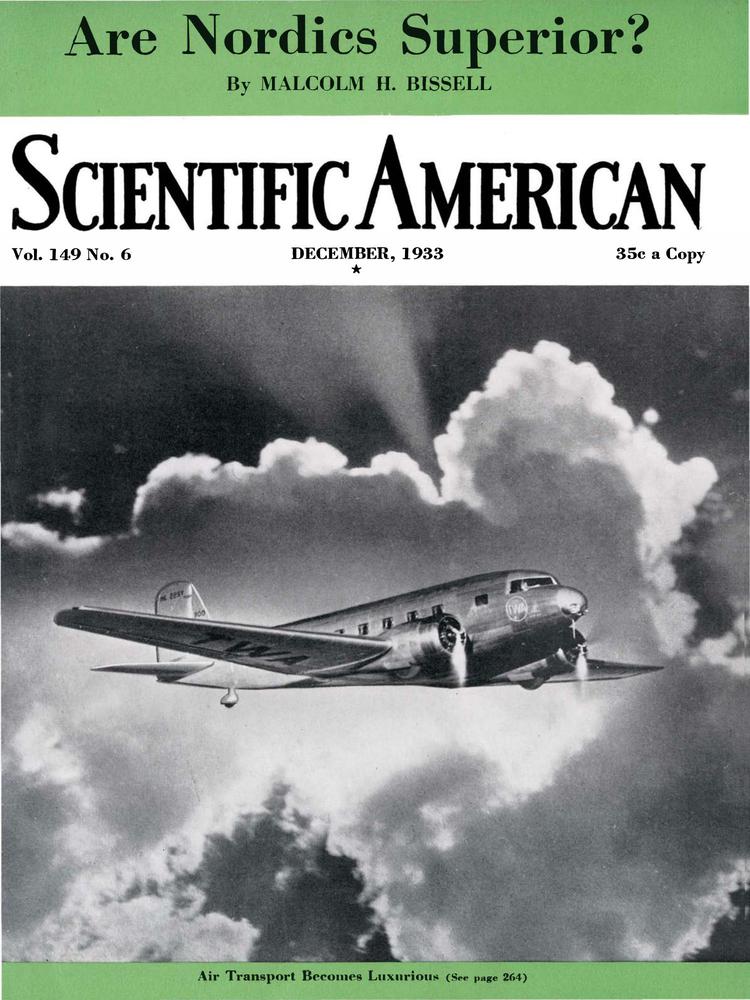 Are Nordics Superior?
By MALCOLM H. BISSELL
SCIENTIFIC AMERICAN
Vol. 149 No. 6
DECEMBER, 1933
35c a Copy
TWA
TWA
Air Transport Becomes Luxurious (See page 264)